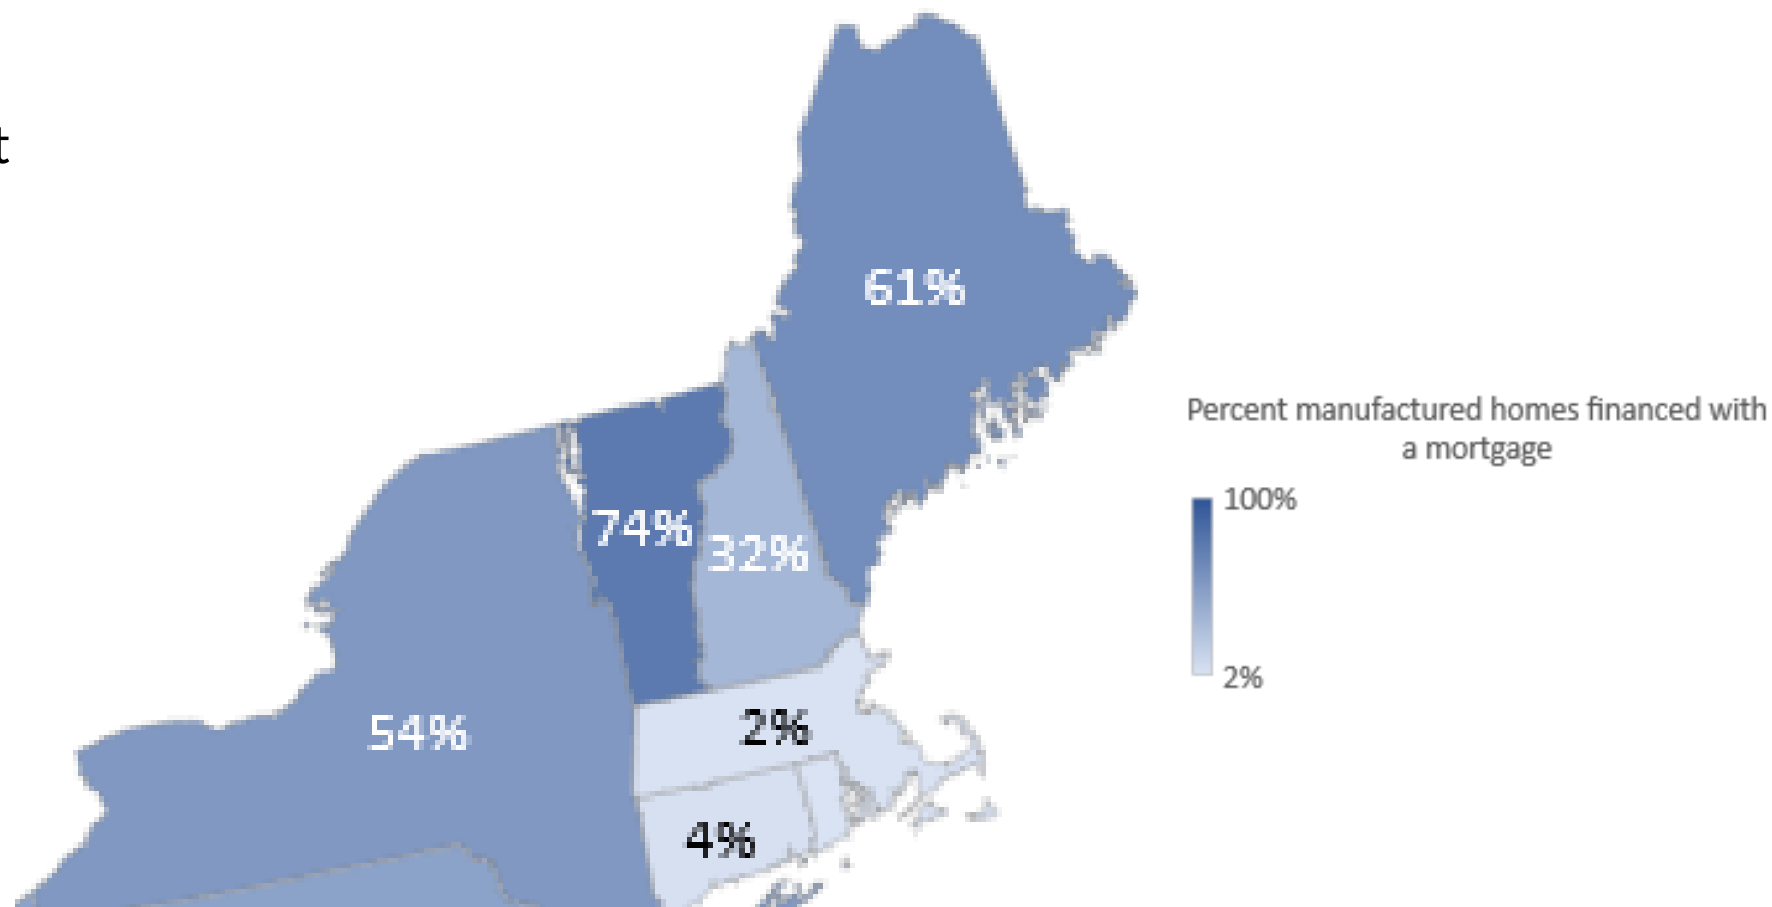 t
61%
Percent manufactured homes financed with
a mortgage
100%
74%
32%
2%
54%
2%
4%